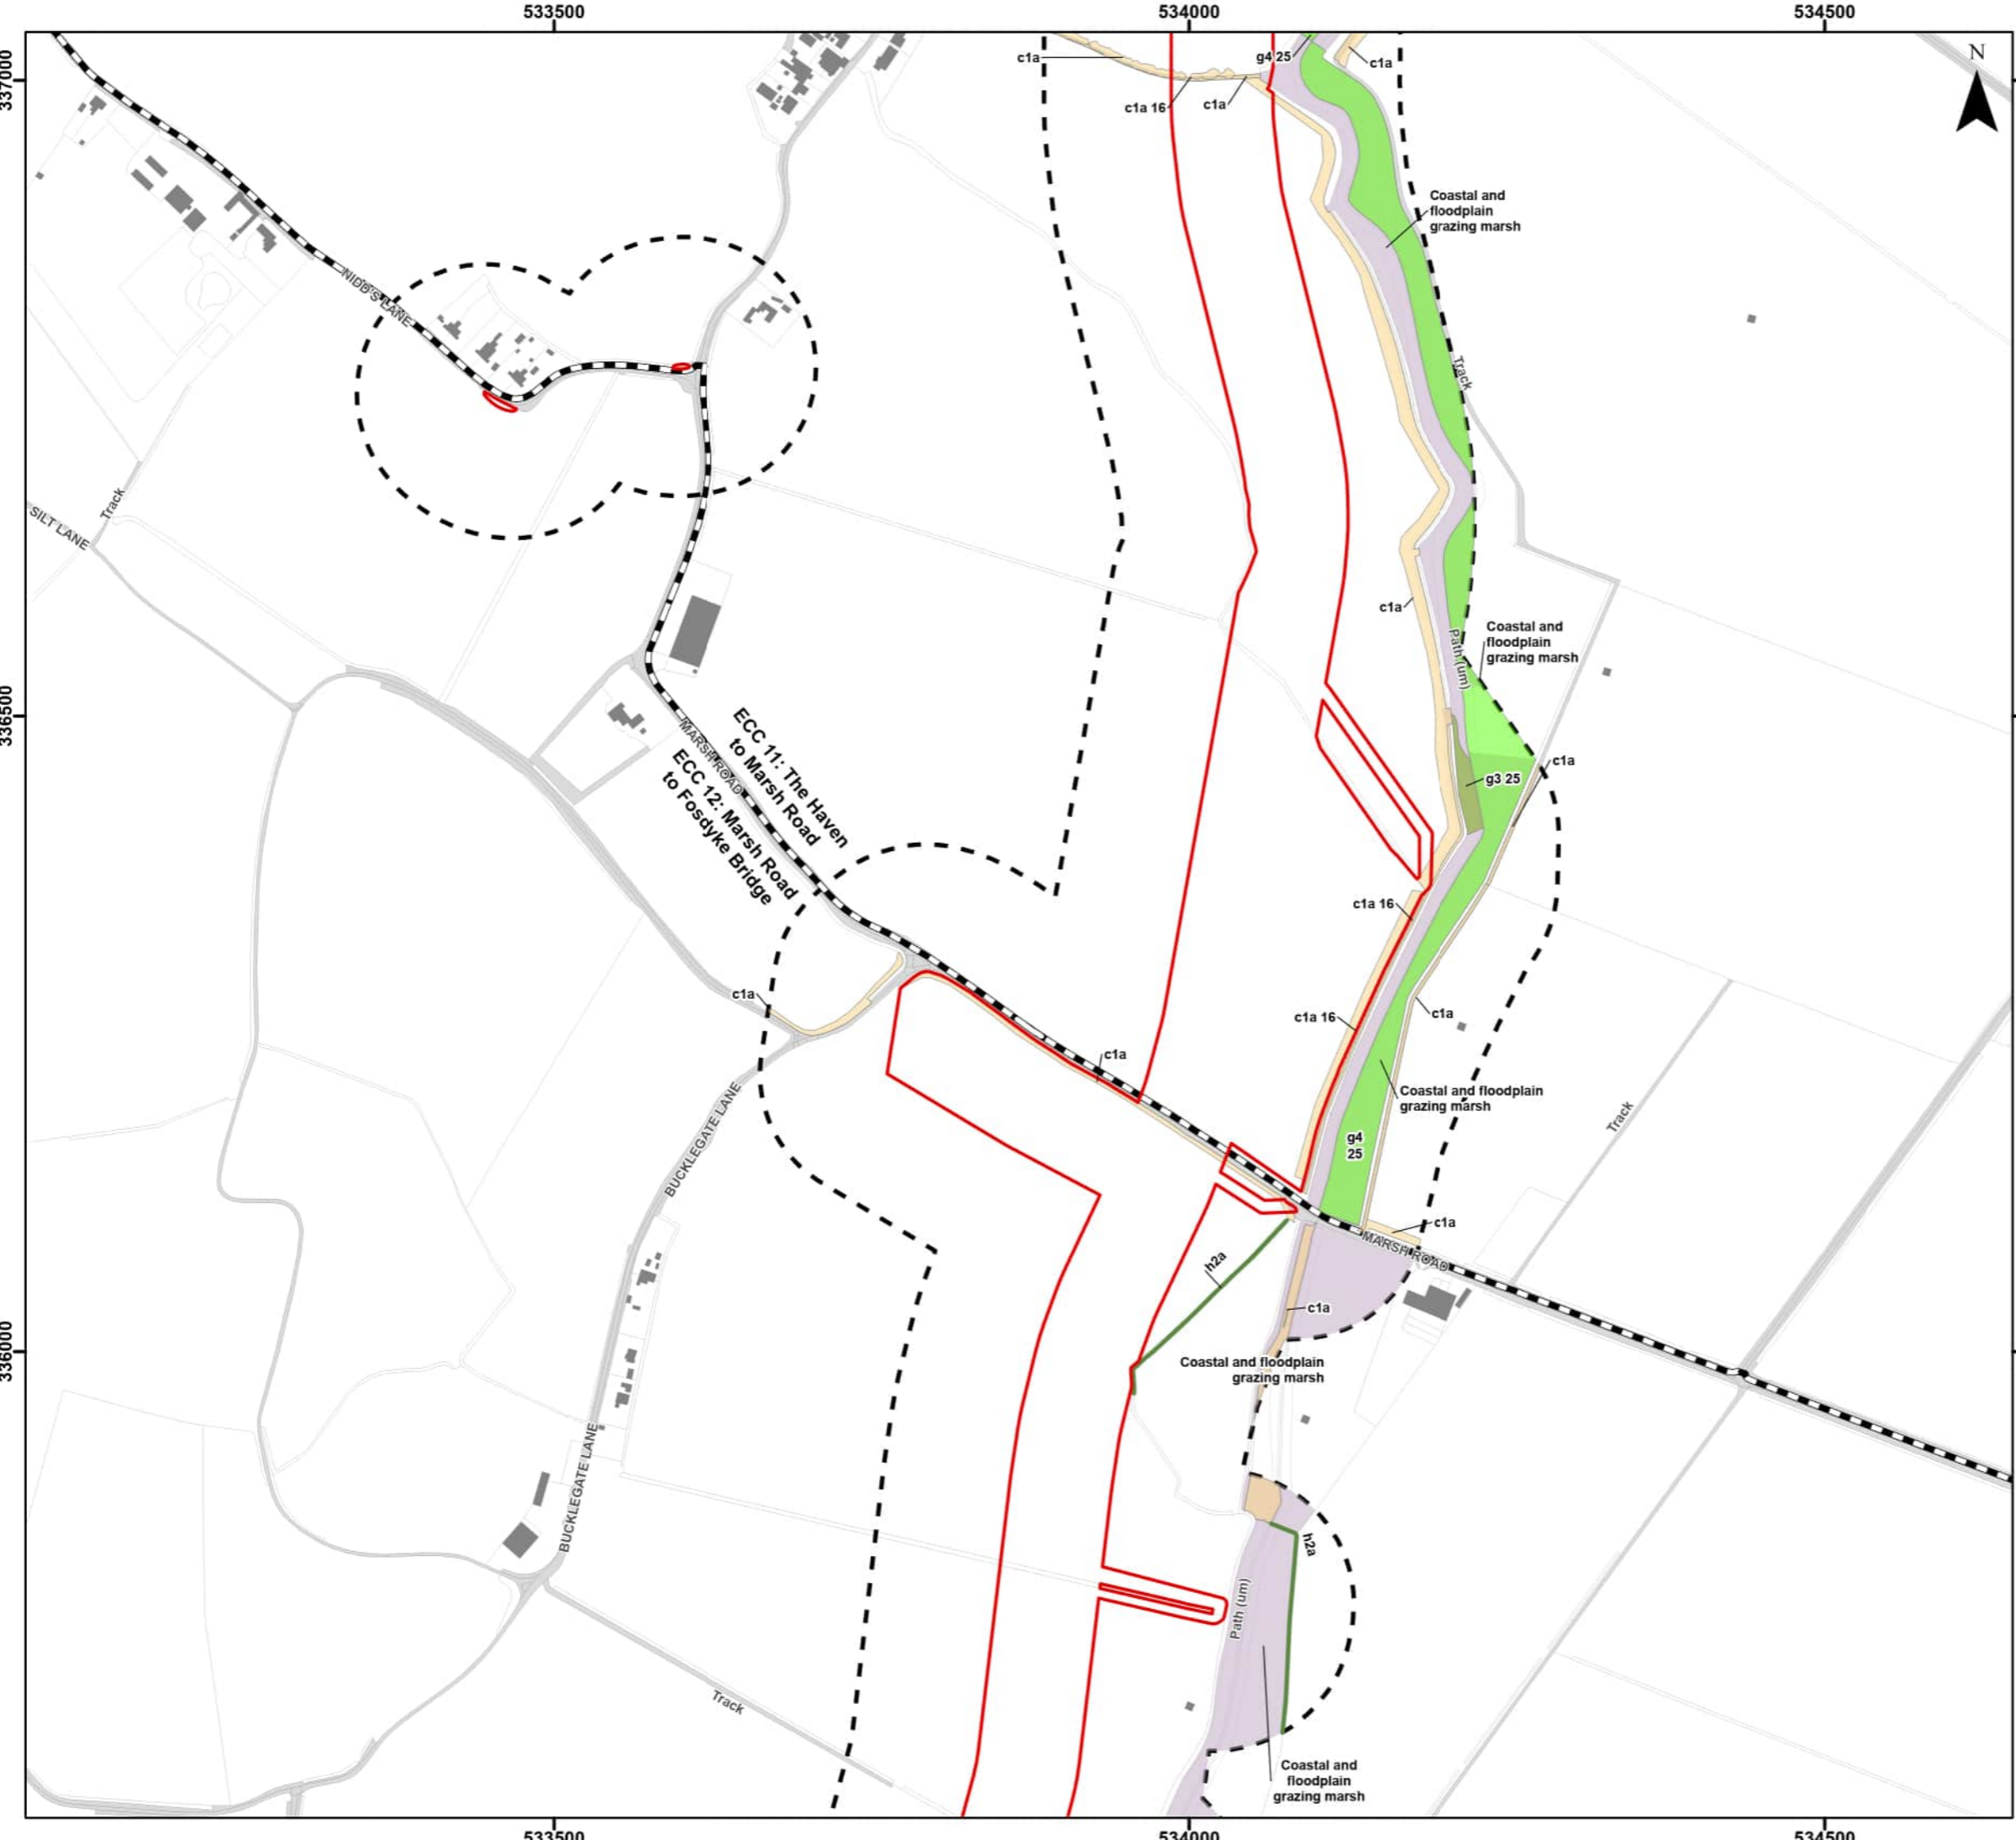 533500
534000
534500
337000
N
c1a
g4 25
c1a
c1a 16
c1a
Coastal and
floodplain
grazing marsh
NIDD'S LANE
Track
Track
SILT LANE
c1a
Path (um)
Coastal and
floodplain
grazing marsh
336500
ECC 11: The Haven
to Marsh Road
MARSH ROAD
ECC 12: Marsh Road
to Fosdyke Bridge
c1a
g3 25
c1a 16
c1a
c1a 16
c1a
c1a
Coastal and floodplain
grazing marsh
Track
BUCKLEGATE LANE
g4
25
c1a
MARSH ROAD
h2a
c1a
336000
Coastal and floodplain
grazing marsh
BUCKLEGATE LANE
h2a
Path (um)
Track
Coastal and
floodplain
grazing marsh
533500
534000
534500